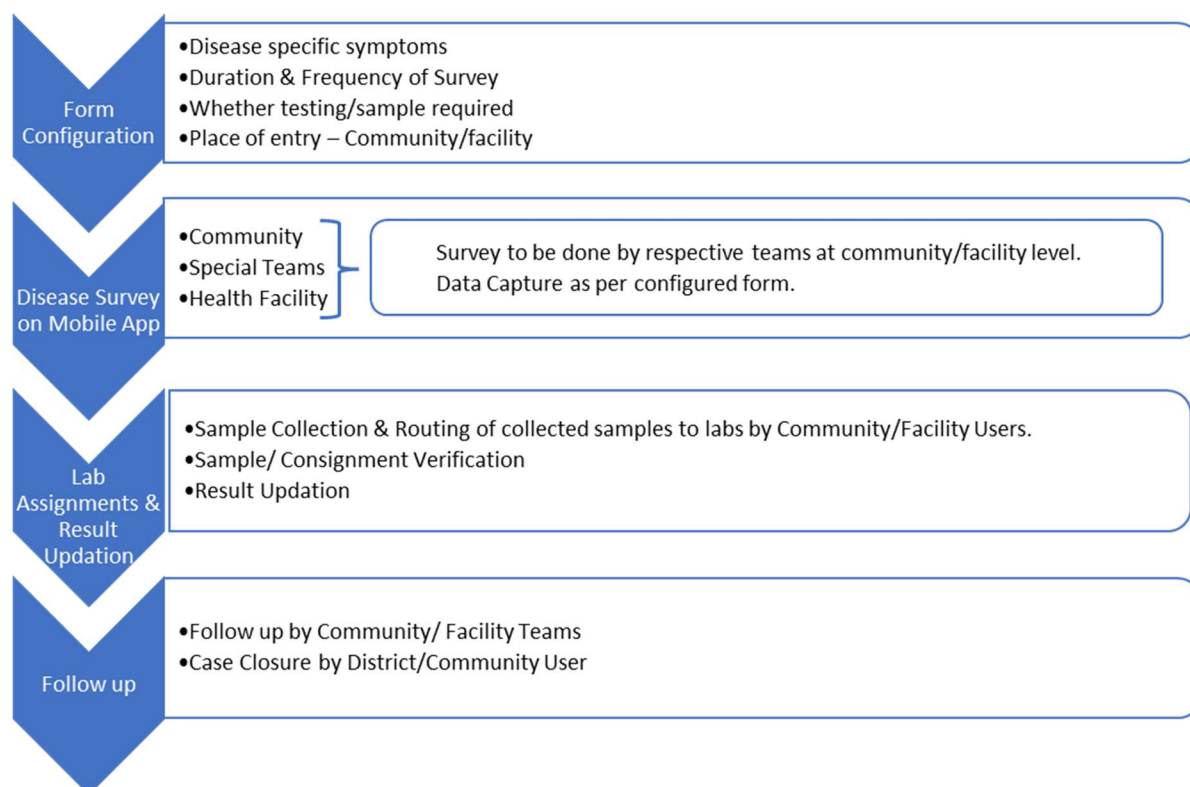 Form
Configuration
•Disease specific symptoms
•Duration & Frequency of Survey
•Whether testing/sample required
•Place of entry – Community/facility
Disease Survey
on Mobile App
•Community
•Special Teams
•Health Facility
Survey to be done by respective teams at community/facility level.
Data Capture as per configured form.
Lab
Assignments &
Result
Updation
•Sample Collection & Routing of collected samples to labs by Community/Facility Users.
•Sample/ Consignment Verification
•Result Updation
Follow up
•Follow up by Community/ Facility Teams
•Case Closure by District/Community User